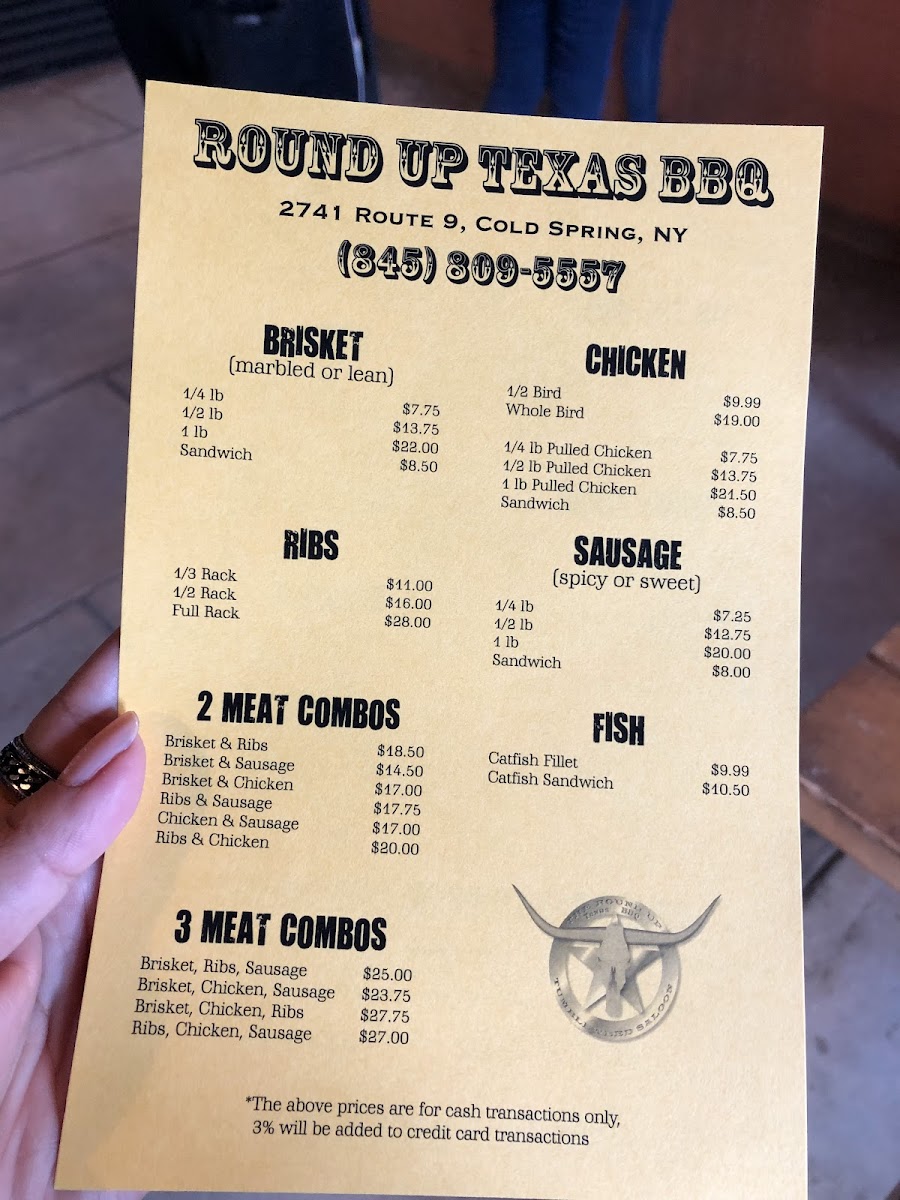 ROUND UP TEXAS BBQ
2741 ROUTE 9, COLD SPRING, NY
(845) 809-5557
BRISKET
(marbled or lean)
1/4 lb $7.75
1/2 lb $13.75
1 lb $22.00
Sandwich $8.50
RIBS
1/3 Rack $11.00
1/2 Rack $16.00
Full Rack $28.00
2 MEAT COMBOS
Brisket & Ribs $18.50
Brisket & Sausage $14.50
Brisket & Chicken $17.00
Ribs & Sausage $17.75
Chicken & Sausage $17.00
Ribs & Chicken $20.00
3 MEAT COMBOS
Brisket, Ribs, Sausage $25.00
Brisket, Chicken, Sausage $23.75
Brisket, Chicken, Ribs $27.75
Ribs, Chicken, Sausage $27.00
CHICKEN
1/2 Bird $9.99
Whole Bird $19.00
1/4 lb Pulled Chicken $7.75
1/2 lb Pulled Chicken $13.75
1 lb Pulled Chicken $21.50
Sandwich $8.50
SAUSAGE
(spicy or sweet)
1/4 lb $7.25
1/2 lb $12.75
1 lb $20.00
Sandwich $8.00
FISH
Catfish Fillet $9.99
Catfish Sandwich $10.50
ROUND UP
TEXAS BBQ
SALOON
*The above prices are for cash transactions only,
3% will be added to credit card transactions